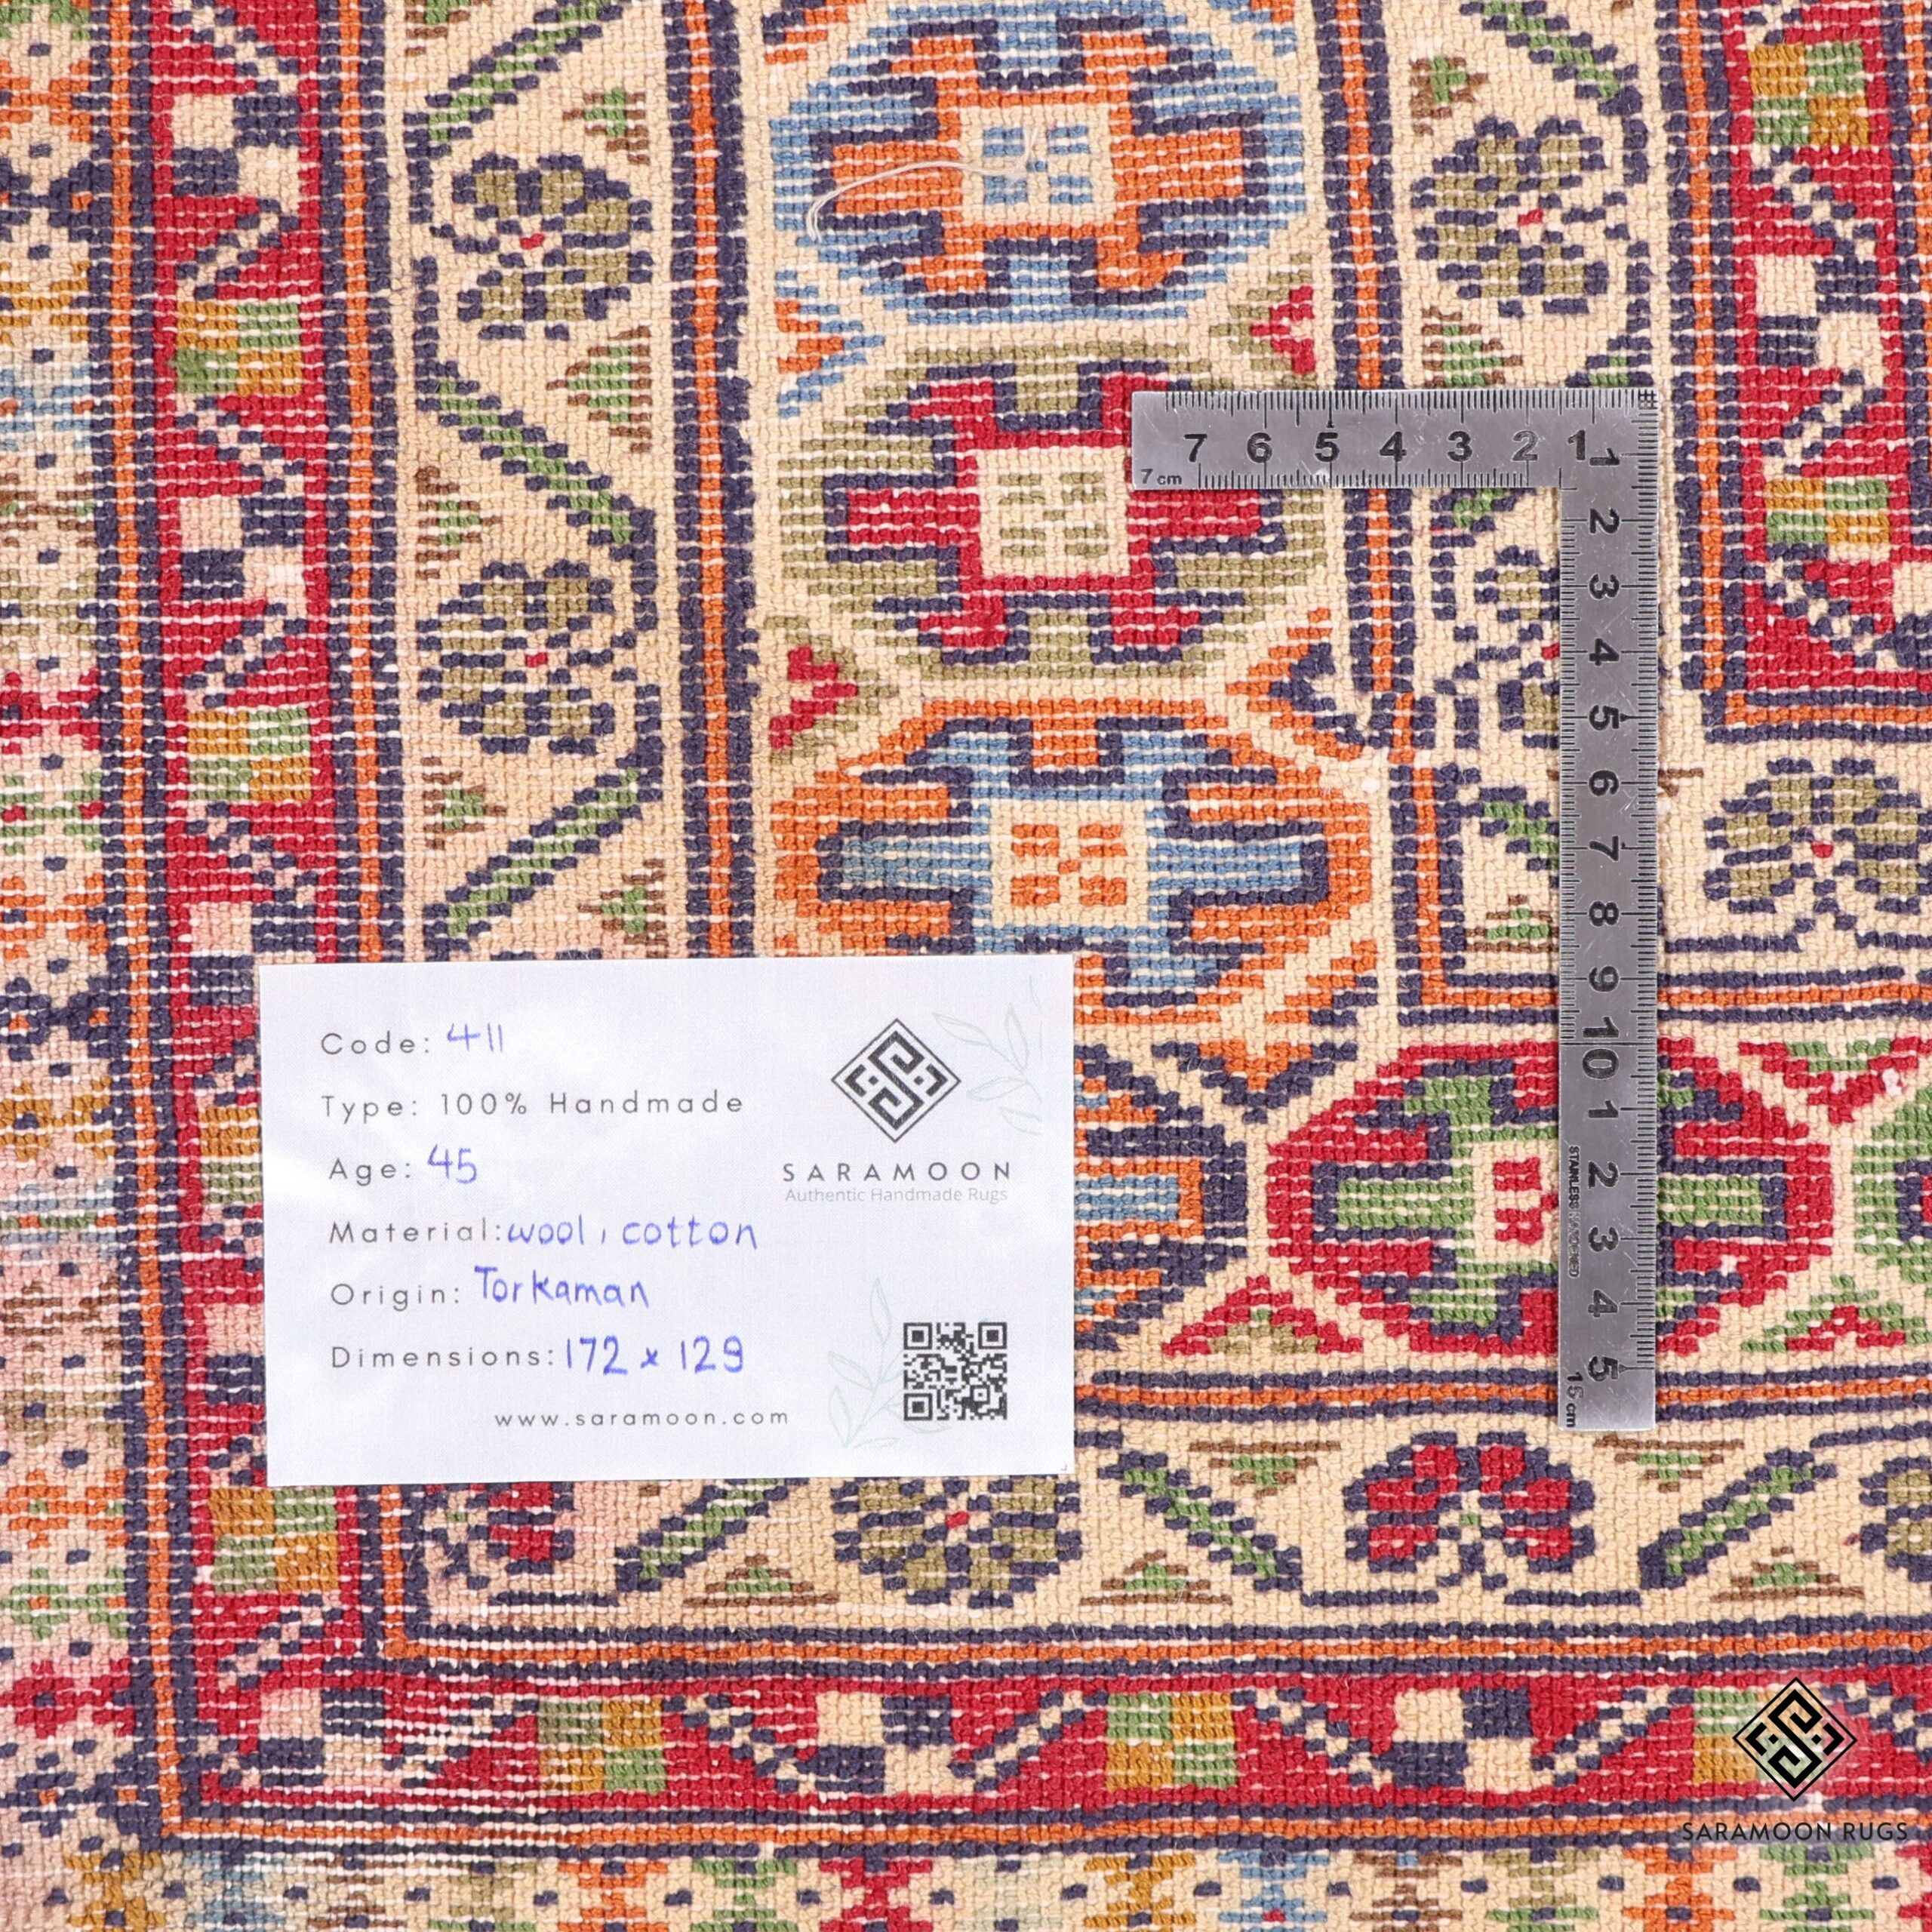 7 6 5 4 3 2 1
7 cm
1
2
3
4
5
6
7
8
9
10
1
2
3
4
5
STAINLESS HARDENED
15 cm
Code: 411
Type: 100% Handmade
Age: 45
Material: wool, cotton
Origin: Torkaman
Dimensions: 172 x 129
www.saramoon.com
SARAMOON
Authentic Handmade Rugs
SARAMOON RUGS